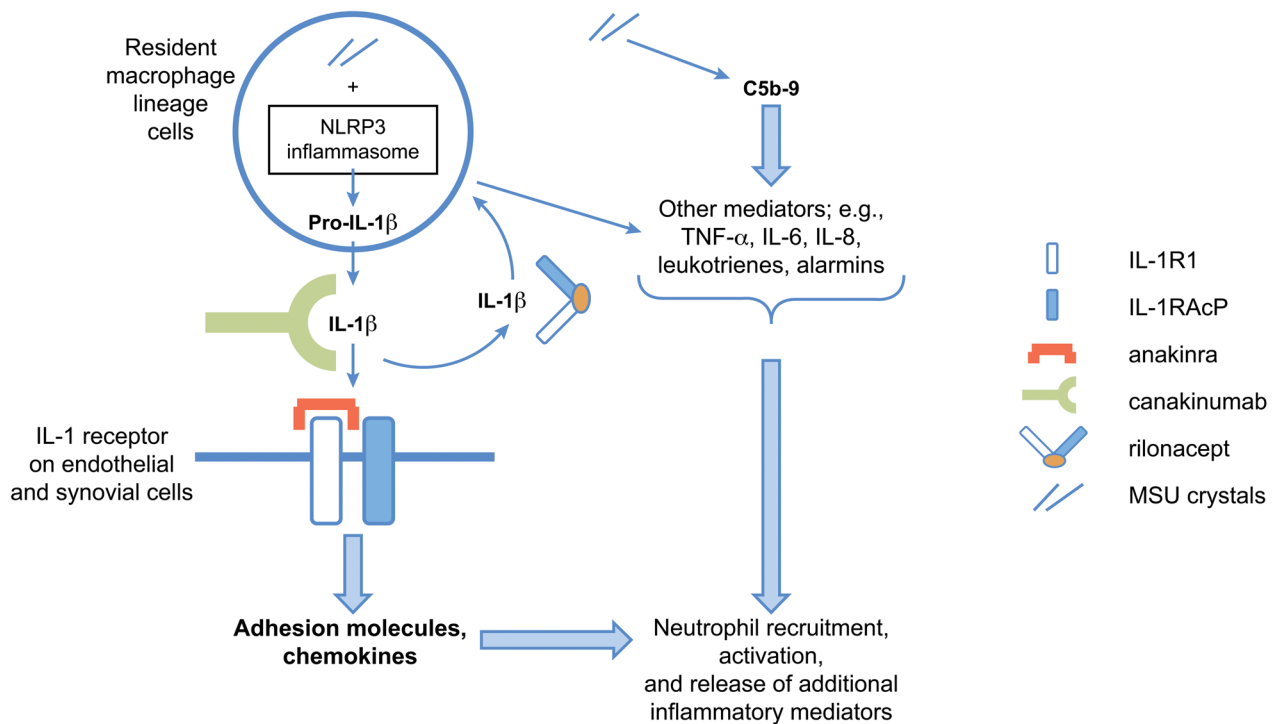 Resident
macrophage
lineage
cells
+
NLRP3
inflammasome
Pro-IL-1β
IL-1β
IL-1β
IL-1 receptor
on endothelial
and synovial cells
Adhesion molecules,
chemokines
C5b-9
Other mediators; e.g.,
TNF-α, IL-6, IL-8,
leukotrienes, alarmins
Neutrophil recruitment,
activation,
and release of additional
inflammatory mediators
IL-1R1
IL-1RAcP
anakinra
canakinumab
rilonacept
MSU crystals